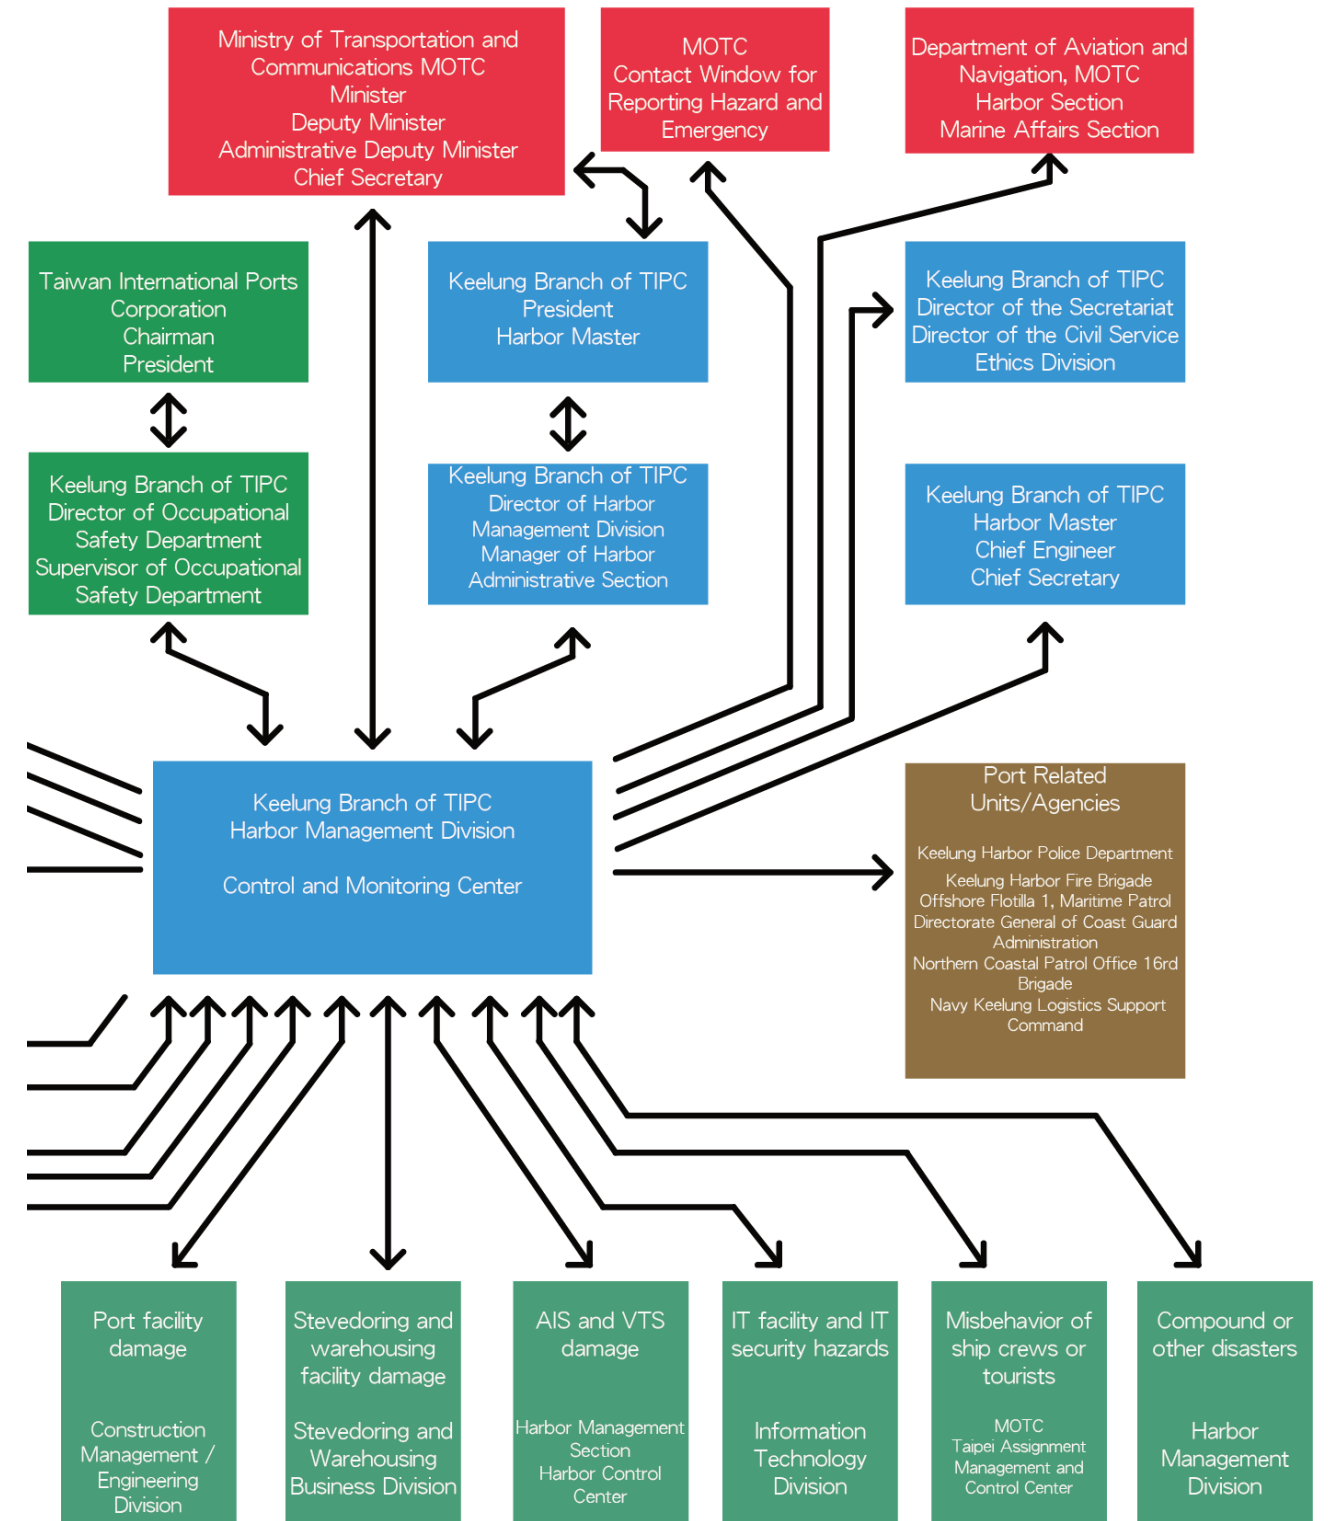 Ministry of Transportation and
Communications MOTC
Minister
Deputy Minister
Administrative Deputy Minister
Chief Secretary
MOTC
Contact Window for
Reporting Hazard and
Emergency
Department of Aviation and
Navigation, MOTC
Harbor Section
Marine Affairs Section
Taiwan International Ports
Corporation
Chairman
President
Keelung Branch of TIPC
President
Harbor Master
Keelung Branch of TIPC
Director of the Secretariat
Director of the Civil Service
Ethics Division
Keelung Branch of TIPC
Director of Occupational
Safety Department
Supervisor of Occupational
Safety Department
Keelung Branch of TIPC
Director of Harbor
Management Division
Manager of Harbor
Administrative Section
Keelung Branch of TIPC
Harbor Master
Chief Engineer
Chief Secretary
Keelung Branch of TIPC
Harbor Management Division
Control and Monitoring Center
Port Related
Units/Agencies
Keelung Harbor Police Department
Keelung Harbor Fire Brigade
Offshore Flotilla 1, Maritime Patrol
Directorate General of Coast Guard
Administration
Northern Coastal Patrol Office 16rd
Brigade
Navy Keelung Logistics Support
Command
Port facility
damage
Construction
Management /
Engineering
Division
Stevedoring and
warehousing
facility damage
Stevedoring and
Warehousing
Business Division
AIS and VTS
damage
Harbor Management
Section
Harbor Control
Center
IT facility and IT
security hazards
Information
Technology
Division
Misbehavior of
ship crews or
tourists
MOTC
Taipei Assignment
Management and
Control Center
Compound or
other disasters
Harbor
Management
Division